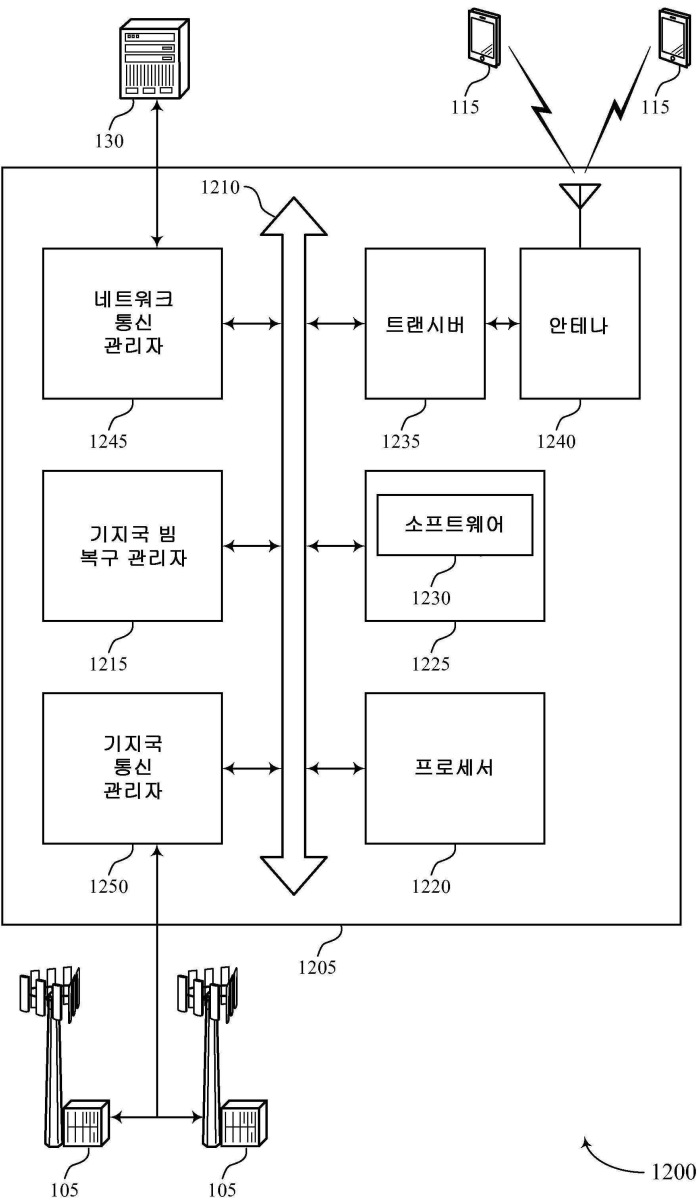 130
115
115
1210
네트워크
통신
관리자
1245
트랜시버
1235
안테나
1240
기지국 빔
복구 관리자
1215
소프트웨어
1230
1225
기지국
통신
관리자
1250
프로세서
1220
1205
105
105
1200